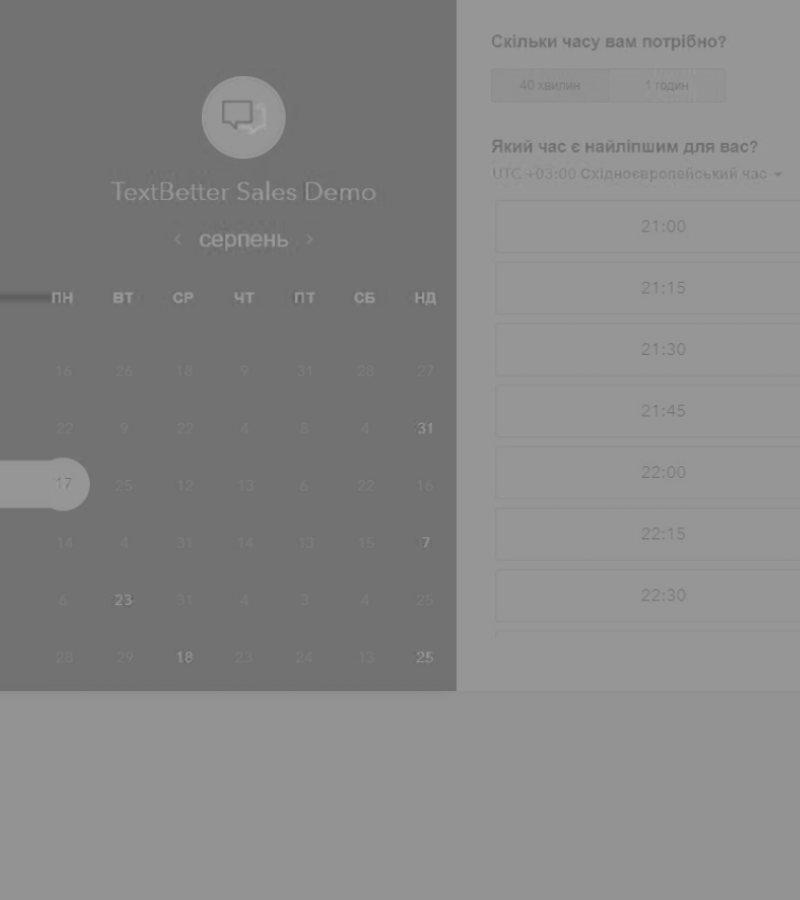 TextBetter Sales Demo
‹ серпень ›
ПН ВТ СР ЧТ ПТ СБ НД
16 26 18 9 31 28 27
22 9 22 4 3 4 31
17 25 12 13 6 22 16
14 4 31 14 13 15 7
6 23 31 4 3 4 25
28 29 18 23 24 13 25
Скільки часу вам потрібно?
40 хвилин 1 годин
Який час є найліпшим для вас?
UTC +03:00 Східноєвропейський час
21:00
21:15
21:30
21:45
22:00
22:15
22:30